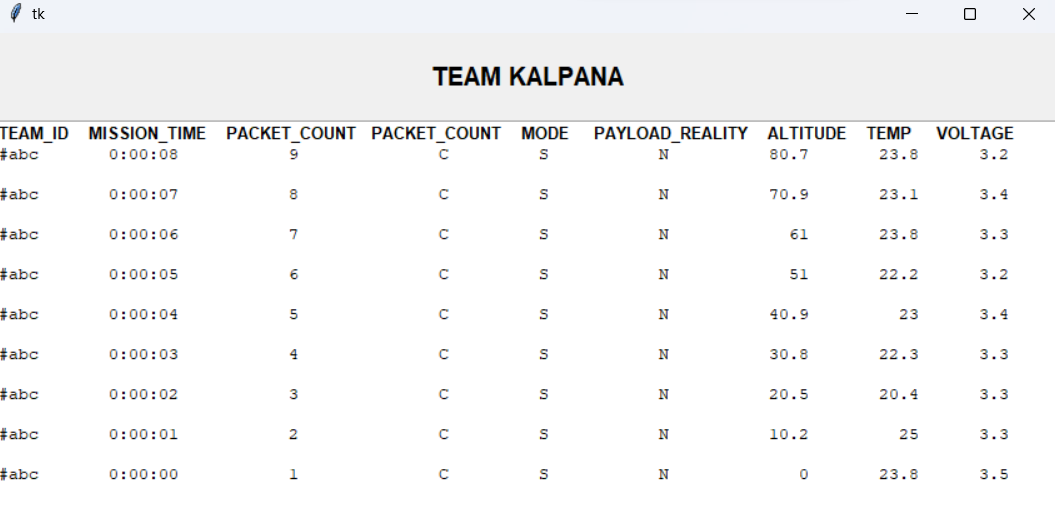 tk
TEAM KALPANA
TEAM_ID MISSION_TIME PACKET_COUNT PACKET_COUNT MODE PAYLOAD_REALITY ALTITUDE TEMP VOLTAGE
#abc 0:00:08 9 C S N 80.7 23.8 3.2
#abc 0:00:07 8 C S N 70.9 23.1 3.4
#abc 0:00:06 7 C S N 61 23.8 3.3
#abc 0:00:05 6 C S N 51 22.2 3.2
#abc 0:00:04 5 C S N 40.9 23 3.4
#abc 0:00:03 4 C S N 30.8 22.3 3.3
#abc 0:00:02 3 C S N 20.5 20.4 3.3
#abc 0:00:01 2 C S N 10.2 25 3.3
#abc 0:00:00 1 C S N 0 23.8 3.5